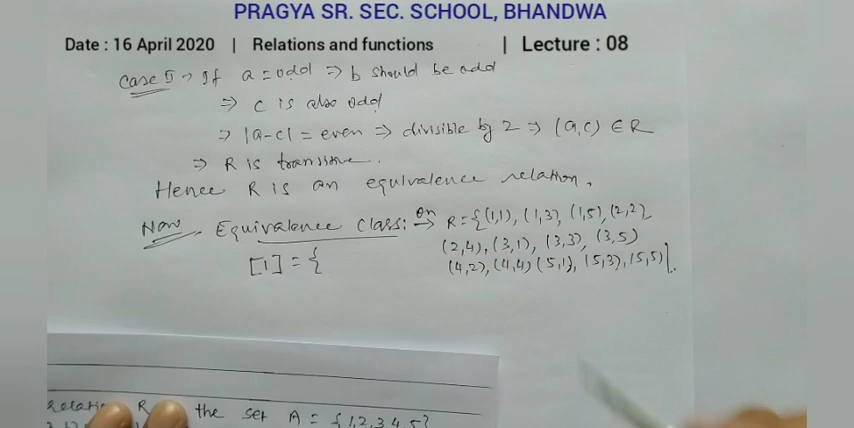 PRAGYA SR. SEC. SCHOOL, BHANDWA
Date : 16 April 2020 | Relations and functions | Lecture : 08
Case II → If a = odd ⇒ b should be odd
⇒ c is also odd
⇒ |a-c| = even ⇒ divisible by 2 ⇒ (a,c) ∈ R
⇒ R is transitive..
Hence R is an equivalence relation.
Now, Equivalence Class: → R = {(1,1), (1,3), (1,5), (2,2),
(2,4), (3,1), (3,3), (3,5)
[1] = {
(4,2), (4,4) (5,1), (5,3), (5,5)}.
R the set A = {1,2,3,4,5}